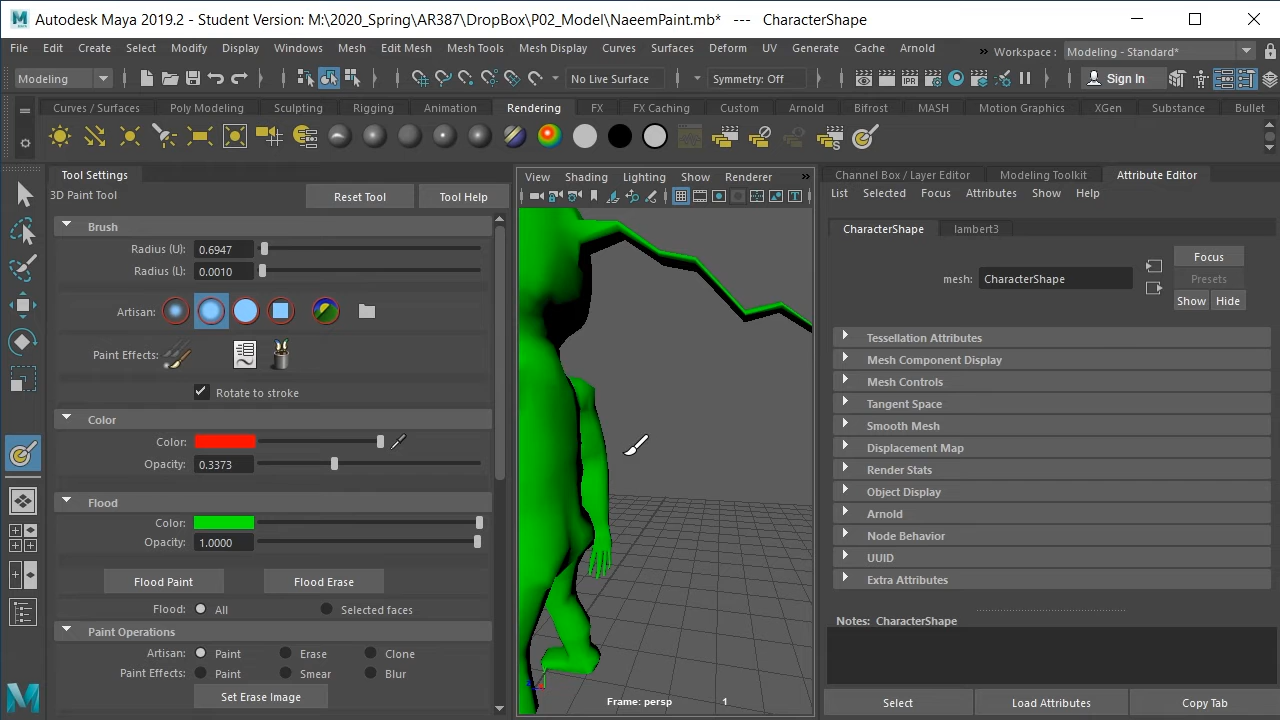 Autodesk Maya 2019.2 - Student Version: M:\2020_Spring\AR387\DropBox\P02_Model\NaeemPaint.mb* --- CharacterShape
File Edit Create Select Modify Display Windows Mesh Edit Mesh Mesh Tools Mesh Display Curves Surfaces Deform UV Generate Cache Arnold » Workspace : Modeling - Standard*
Modeling No Live Surface Symmetry: Off Sign In
Curves / Surfaces Poly Modeling Sculpting Rigging Animation Rendering FX FX Caching Custom Arnold Bifrost MASH Motion Graphics XGen Substance Bullet
IPR
S
Tool Settings
3D Paint Tool
Reset Tool Tool Help
Brush
Radius (U): 0.6947
Radius (L): 0.0010
Artisan:
Paint Effects:
Rotate to stroke
Color
Color:
Opacity: 0.3373
Flood
Color:
Opacity: 1.0000
Flood Paint Flood Erase
Flood: All Selected faces
Paint Operations
Artisan: Paint Erase Clone
Paint Effects: Paint Smear Blur
Set Erase Image
View Shading Lighting Show Renderer »
Frame: persp 1
Channel Box / Layer Editor Modeling Toolkit Attribute Editor
List Selected Focus Attributes Show Help
CharacterShape lambert3
mesh: CharacterShape
Focus
Presets
Show Hide
Tessellation Attributes
Mesh Component Display
Mesh Controls
Tangent Space
Smooth Mesh
Displacement Map
Render Stats
Object Display
Arnold
Node Behavior
UUID
Extra Attributes
Notes: CharacterShape
Select Load Attributes Copy Tab